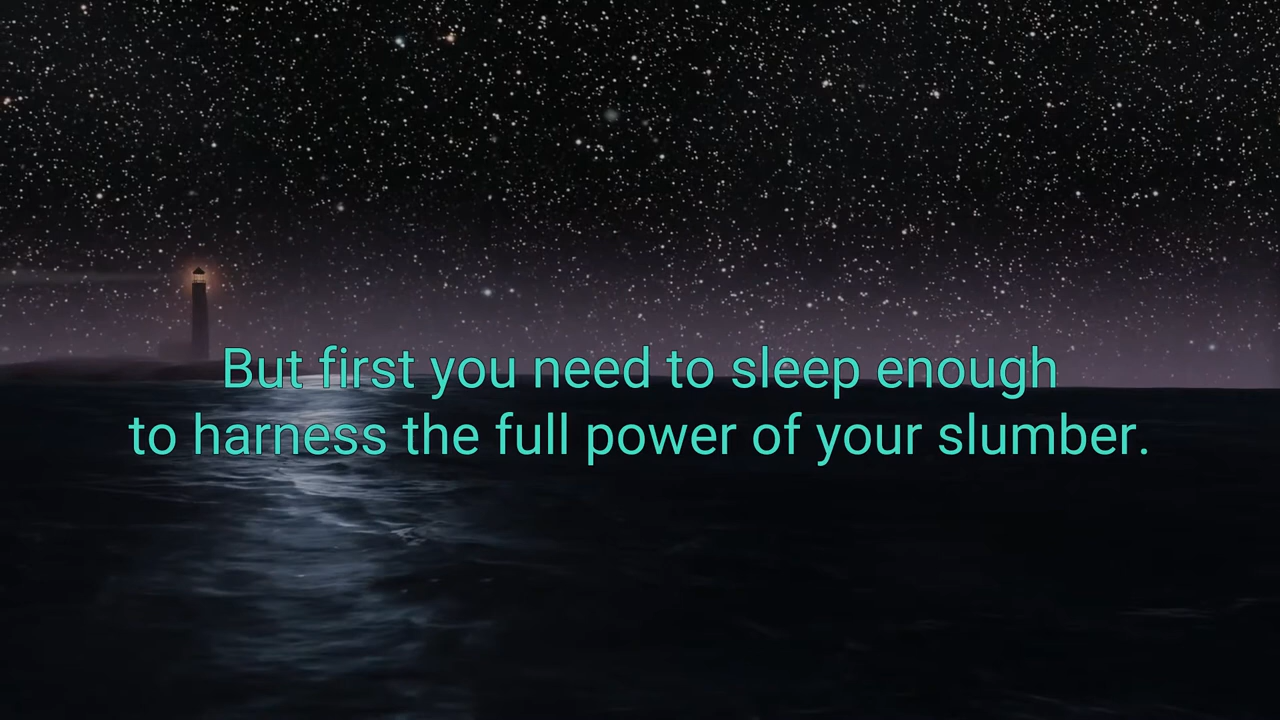 But first you need to sleep enough
to harness the full power of your slumber.